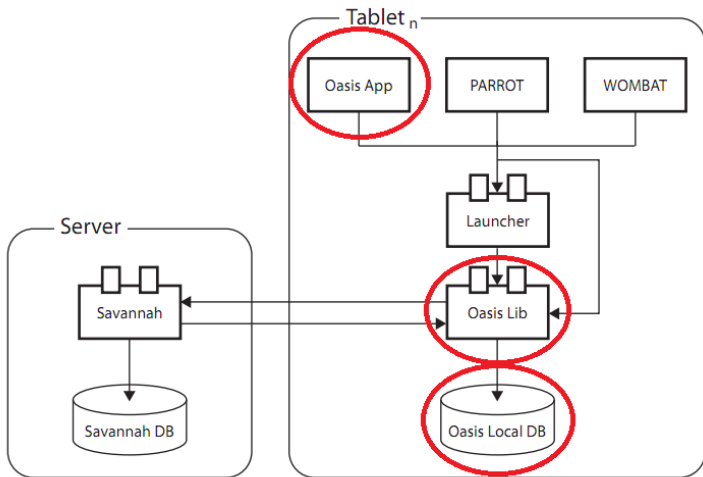 Tablet n
Oasis App
PARROT
WOMBAT
Launcher
Server
Savannah
Oasis Lib
Savannah DB
Oasis Local DB